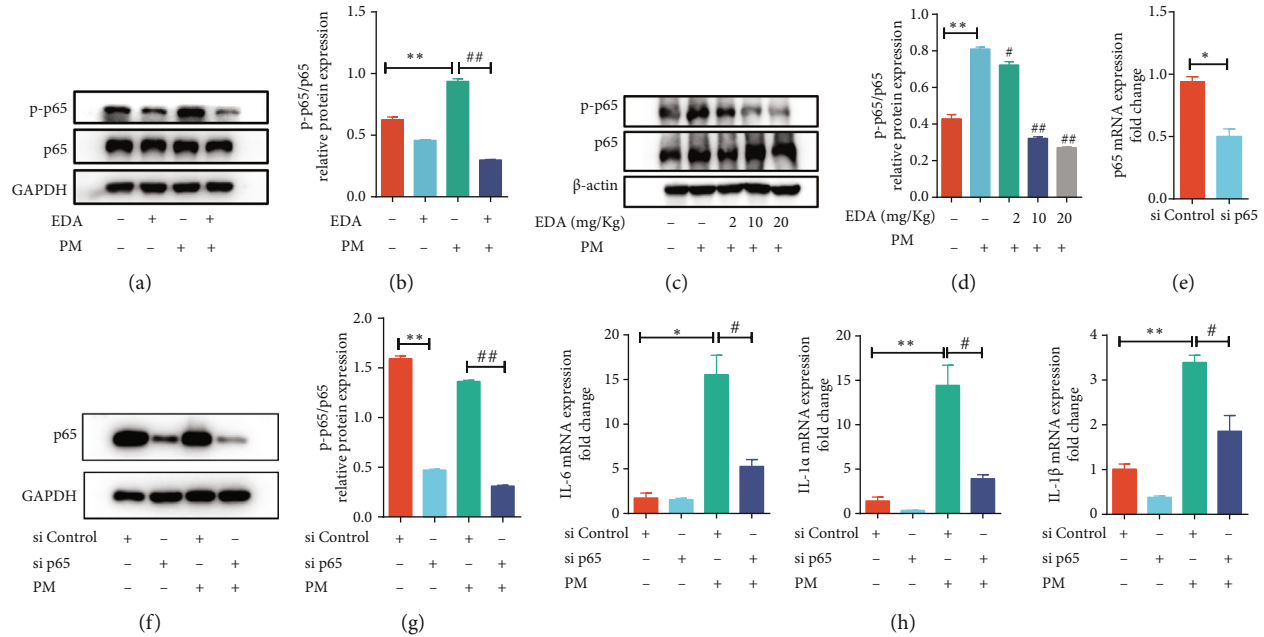 p-p65
p65
GAPDH
EDA – + – +
PM – – + +
(a)
p-p65/p65
relative protein expression
1.5
1.0
0.5
0.0
**
##
– + – +
– – + +
(b)
p-p65
p65
β-actin
EDA (mg/Kg) – – 2 10 20
PM – + + + +
(c)
p-p65/p65
relative protein expression
1.0
0.8
0.6
0.4
0.2
0.0
**
#
##
##
EDA (mg/Kg) – – 2 10 20
PM – + + + +
(d)
p65 mRNA expression
fold change
1.5
1.0
0.5
0.0
*
si Control si p65
(e)
p65
GAPDH
si Control + – + –
si p65 – + – +
PM – – + +
(f)
p-p65/p65
relative protein expression
2.0
1.5
1.0
0.5
0.0
**
##
si Control + – + –
si p65 – + – +
PM – – + +
(g)
IL-6 mRNA expression
fold change
20
15
10
5
0
*
#
si Control + – + –
si p65 – + – +
PM – – + +
IL-1α mRNA expression
fold change
20
15
10
5
0
**
#
si Control + – + –
si p65 – + – +
PM – – + +
IL-1β mRNA expression
fold change
4
3
2
1
0
**
#
si Control + – + –
si p65 – + – +
PM – – + +
(h)